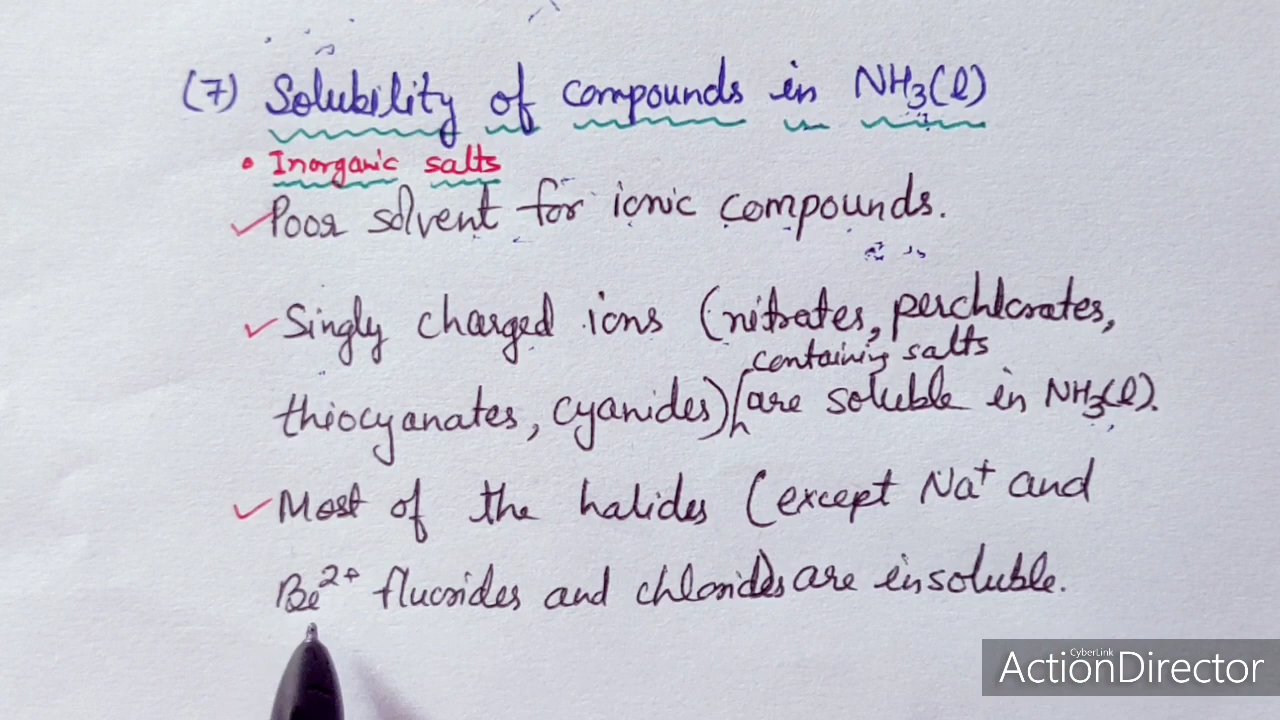 (7) Solubility of compounds in NH₃(l)
• Inorganic salts
✓ Poor solvent for ionic compounds.
✓ Singly charged ions (nitrates, perchlorates,
containing salts
thiocyanates, cyanides) are soluble in NH₃(l).
✓ Most of the halides (except Na⁺ and
Be²⁺ fluorides and chlorides are insoluble.
CyberLink
ActionDirector